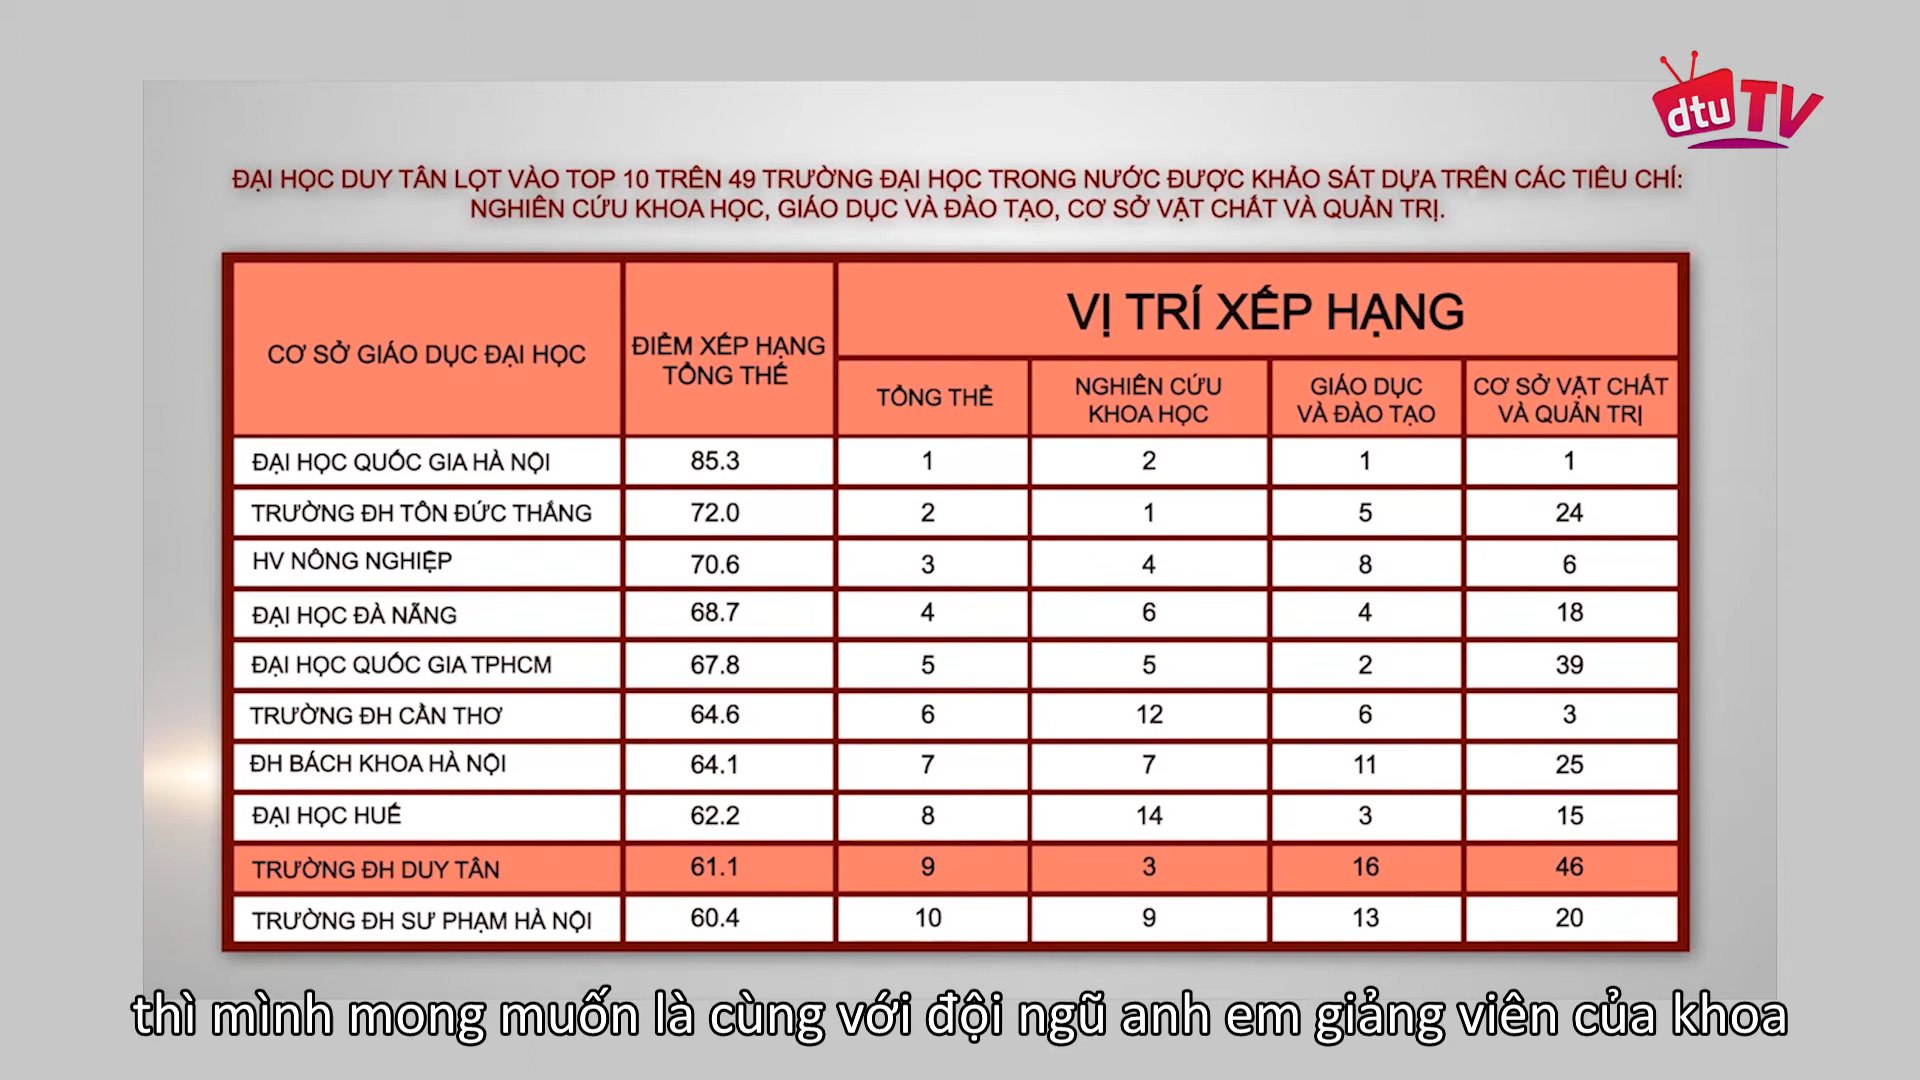 dtu TV
ĐẠI HỌC DUY TÂN LỌT VÀO TOP 10 TRÊN 49 TRƯỜNG ĐẠI HỌC TRONG NƯỚC ĐƯỢC KHẢO SÁT DỰA TRÊN CÁC TIÊU CHÍ:
NGHIÊN CỨU KHOA HỌC, GIÁO DỤC VÀ ĐÀO TẠO, CƠ SỞ VẬT CHẤT VÀ QUẢN TRỊ.
CƠ SỞ GIÁO DỤC ĐẠI HỌC
ĐIỂM XẾP HẠNG
TỔNG THỂ
VỊ TRÍ XẾP HẠNG
TỔNG THỂ
NGHIÊN CỨU
KHOA HỌC
GIÁO DỤC
VÀ ĐÀO TẠO
CƠ SỞ VẬT CHẤT
VÀ QUẢN TRỊ
ĐẠI HỌC QUỐC GIA HÀ NỘI 85.3 1 2 1 1
TRƯỜNG ĐH TÔN ĐỨC THẮNG 72.0 2 1 5 24
HV NÔNG NGHIỆP 70.6 3 4 8 6
ĐẠI HỌC ĐÀ NẴNG 68.7 4 6 4 18
ĐẠI HỌC QUỐC GIA TPHCM 67.8 5 5 2 39
TRƯỜNG ĐH CẦN THƠ 64.6 6 12 6 3
ĐH BÁCH KHOA HÀ NỘI 64.1 7 7 11 25
ĐẠI HỌC HUẾ 62.2 8 14 3 15
TRƯỜNG ĐH DUY TÂN 61.1 9 3 16 46
TRƯỜNG ĐH SƯ PHẠM HÀ NỘI 60.4 10 9 13 20
thì mình mong muốn là cùng với đội ngũ anh em giảng viên của khoa